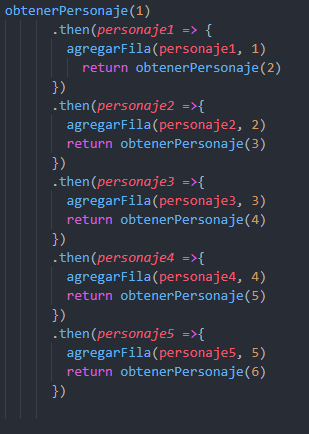 obtenerPersonaje(1)
.then(personaje1 => {
agregarFila(personaje1, 1)
return obtenerPersonaje(2)
})
.then(personaje2 =>{
agregarFila(personaje2, 2)
return obtenerPersonaje(3)
})
.then(personaje3 =>{
agregarFila(personaje3, 3)
return obtenerPersonaje(4)
})
.then(personaje4 =>{
agregarFila(personaje4, 4)
return obtenerPersonaje(5)
})
.then(personaje5 =>{
agregarFila(personaje5, 5)
return obtenerPersonaje(6)
})